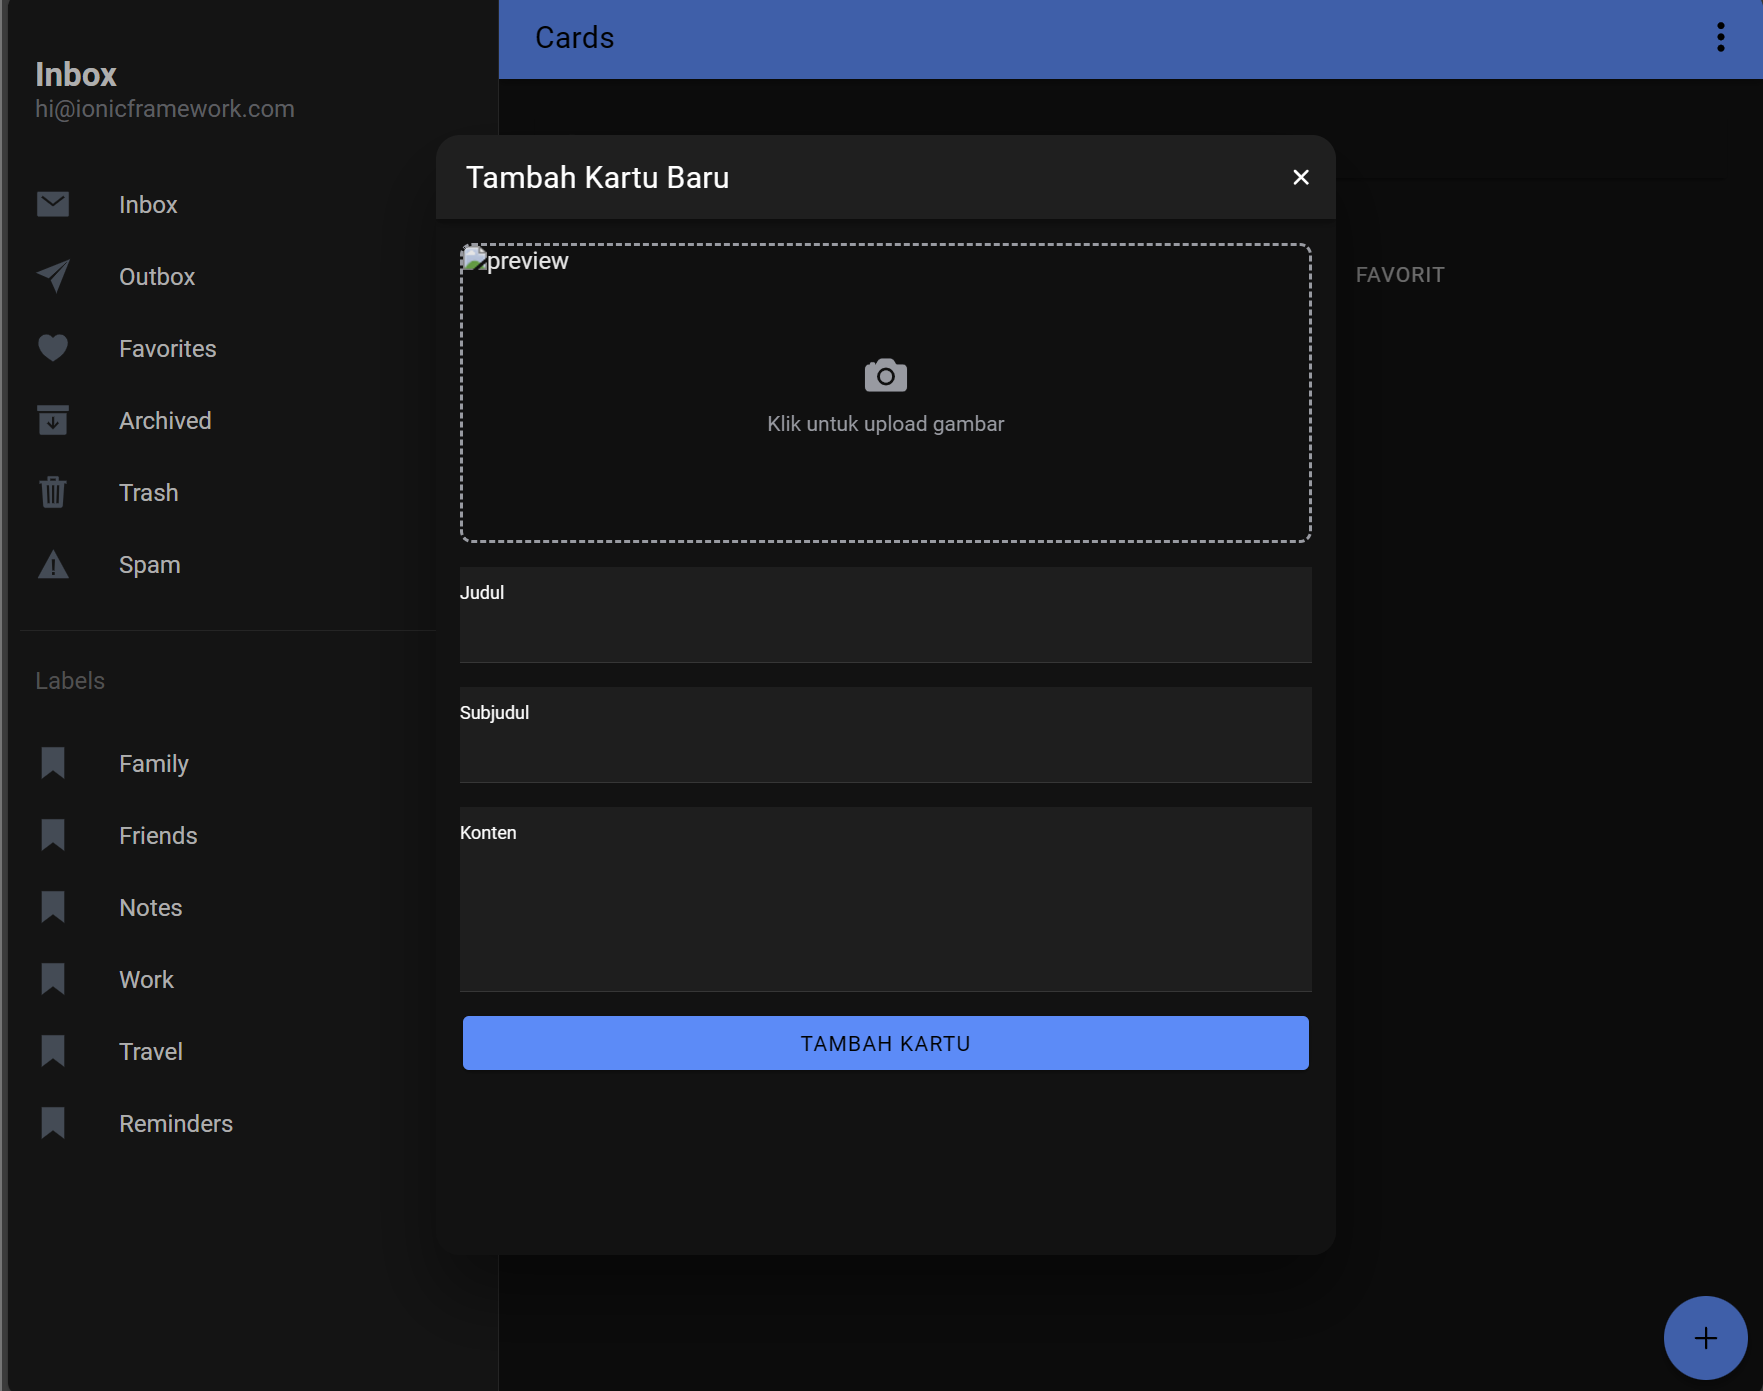 Inbox
hi@ionicframework.com
Inbox
Outbox
Favorites
Archived
Trash
Spam
Labels
Family
Friends
Notes
Work
Travel
Reminders
Cards
FAVORIT
Tambah Kartu Baru
preview
Klik untuk upload gambar
Judul
Subjudul
Konten
TAMBAH KARTU